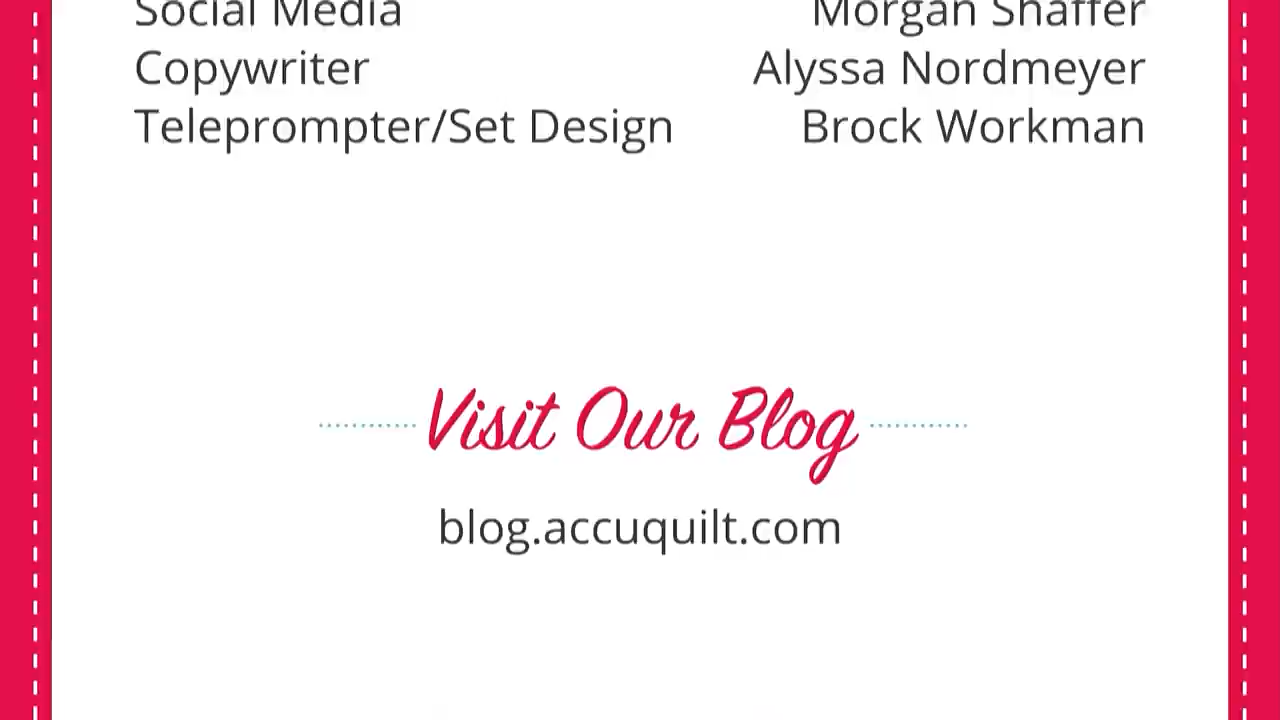 Social Media Morgan Shaffer
Copywriter Alyssa Nordmeyer
Teleprompter/Set Design Brock Workman
Visit Our Blog
blog.accuquilt.com